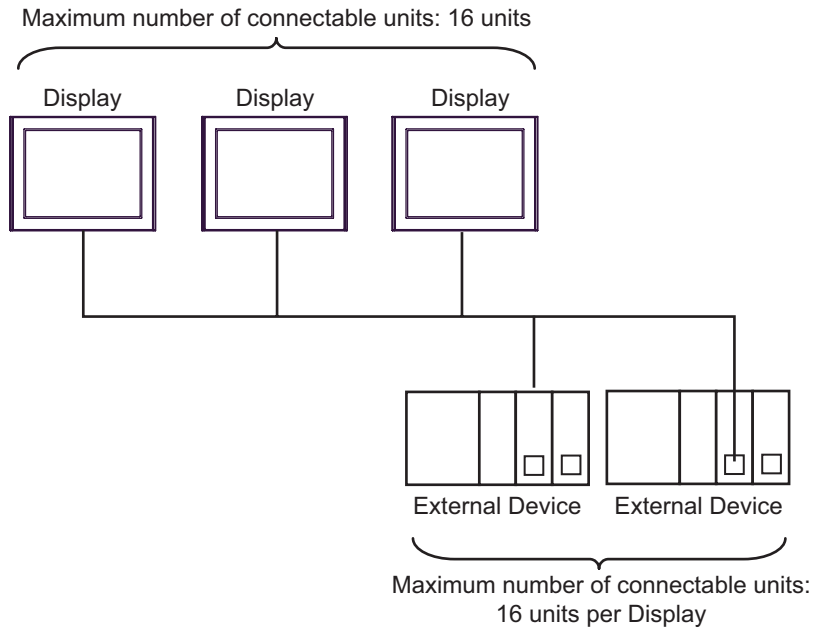 Maximum number of connectable units: 16 units
Display
Display
Display
External Device
External Device
Maximum number of connectable units:
16 units per Display